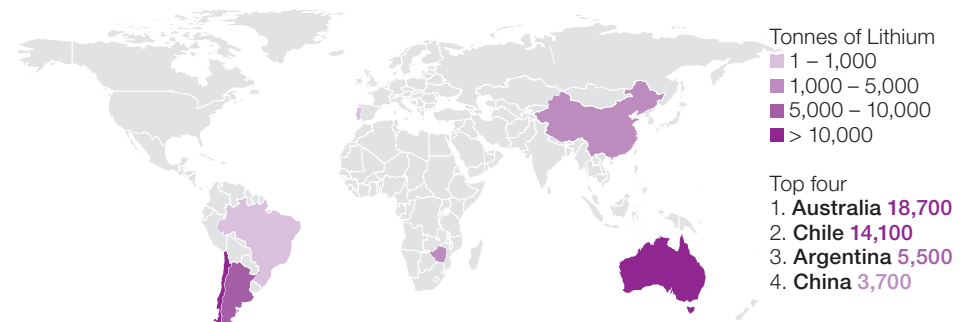 Tonnes of Lithium
1 – 1,000
1,000 – 5,000
5,000 – 10,000
> 10,000
Top four
1. Australia 18,700
2. Chile 14,100
3. Argentina 5,500
4. China 3,700